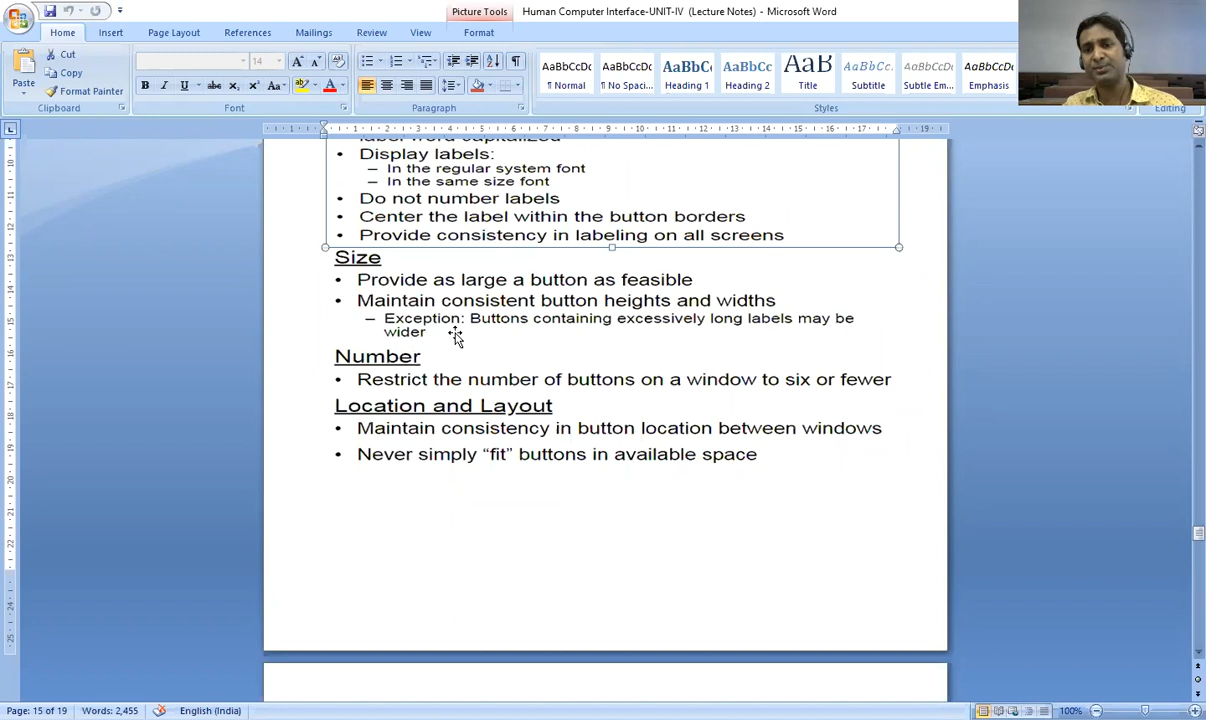 Picture Tools
Human Computer Interface-UNIT-IV (Lecture Notes) - Microsoft Word
Home Insert Page Layout References Mailings Review View Format
Paste
Cut
Copy
Format Painter
Clipboard
14
Font
Paragraph
AaBbCcDc AaBbCcDc AaBbC AaBbCc AaB AaBbCc. AaBbCcDc AaBbCcDc
¶ Normal ¶ No Spaci... Heading 1 Heading 2 Title Subtitle Subtle Em... Emphasis
Styles
Editing
label word capitalized
• Display labels:
– In the regular system font
– In the same size font
• Do not number labels
• Center the label within the button borders
• Provide consistency in labeling on all screens
Size
• Provide as large a button as feasible
• Maintain consistent button heights and widths
– Exception: Buttons containing excessively long labels may be
wider
Number
• Restrict the number of buttons on a window to six or fewer
Location and Layout
• Maintain consistency in button location between windows
• Never simply “fit” buttons in available space
Page: 15 of 19 Words: 2,455 English (India) 100%